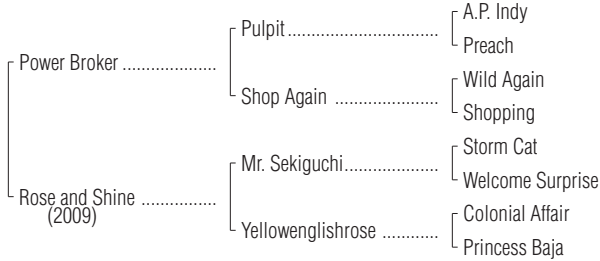 A.P. Indy
Pulpit
Preach
Power Broker
Wild Again
Shop Again
Shopping
Storm Cat
Mr. Sekiguchi
Welcome Surprise
Rose and Shine
(2009)
Colonial Affair
Yellowenglishrose
Princess Baja